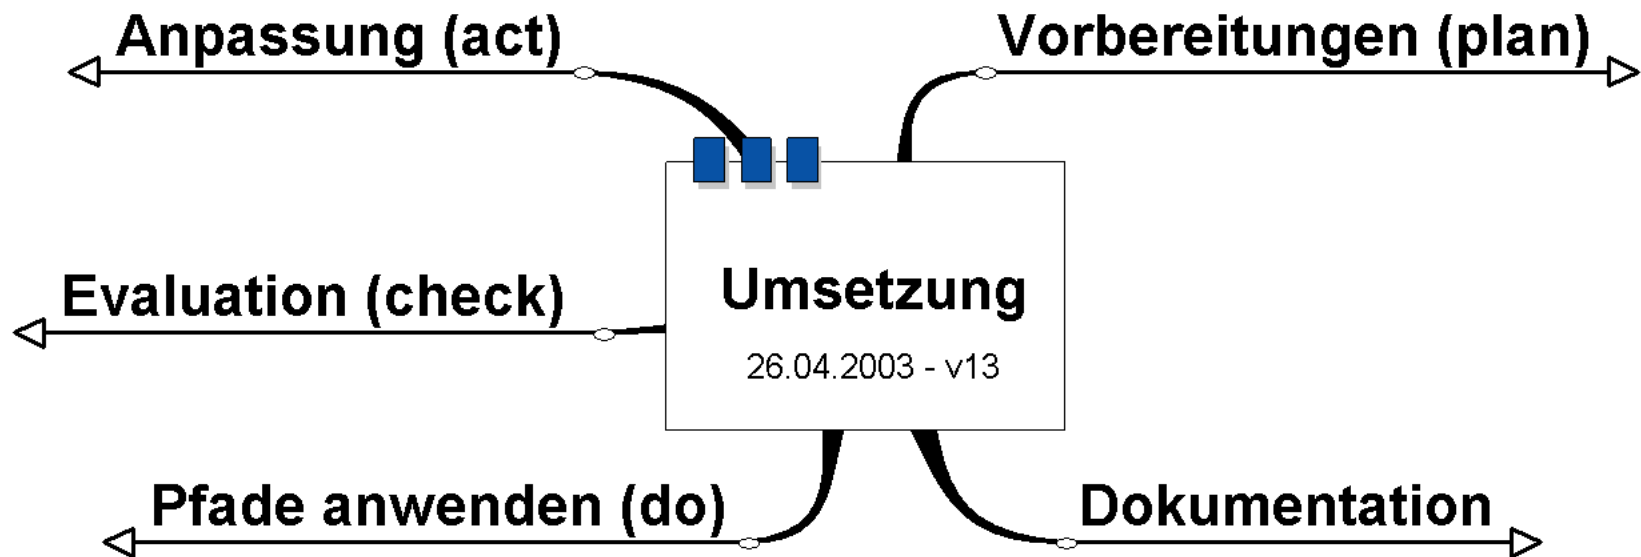 Anpassung (act)
Vorbereitungen (plan)
Evaluation (check)
Umsetzung
26.04.2003 - v13
Pfade anwenden (do)
Dokumentation